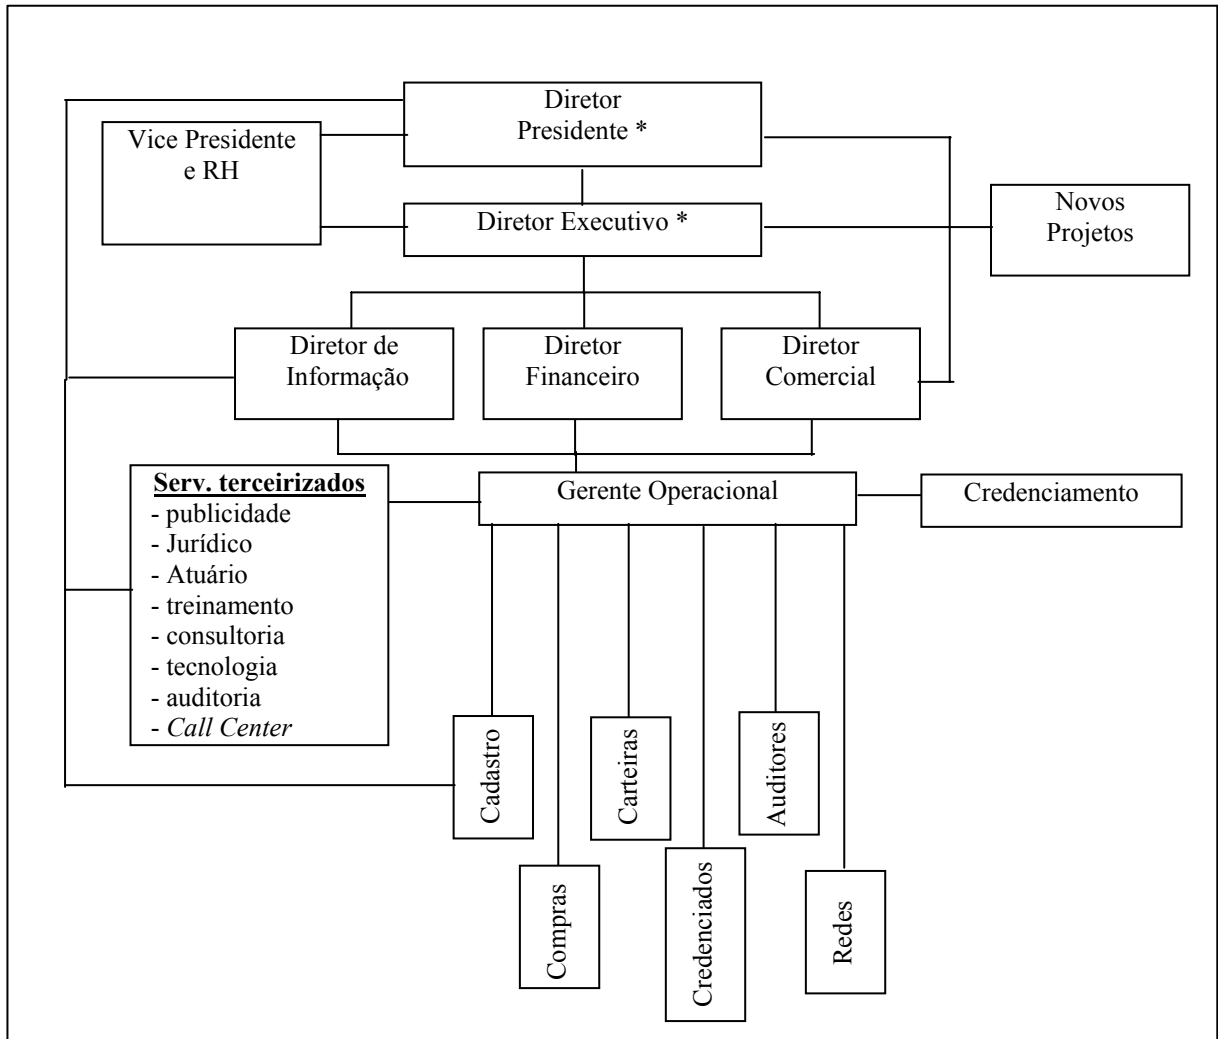 Diretor
Presidente *
Vice Presidente
e RH
Diretor Executivo *
Novos
Projetos
Diretor de
Informação
Diretor
Financeiro
Diretor
Comercial
Serv. terceirizados
- publicidade
- Jurídico
- Atuário
- treinamento
- consultoria
- tecnologia
- auditoria
- Call Center
Gerente Operacional
Credenciamento
Cadastro
Compras
Carteiras
Credenciados
Auditores
Redes